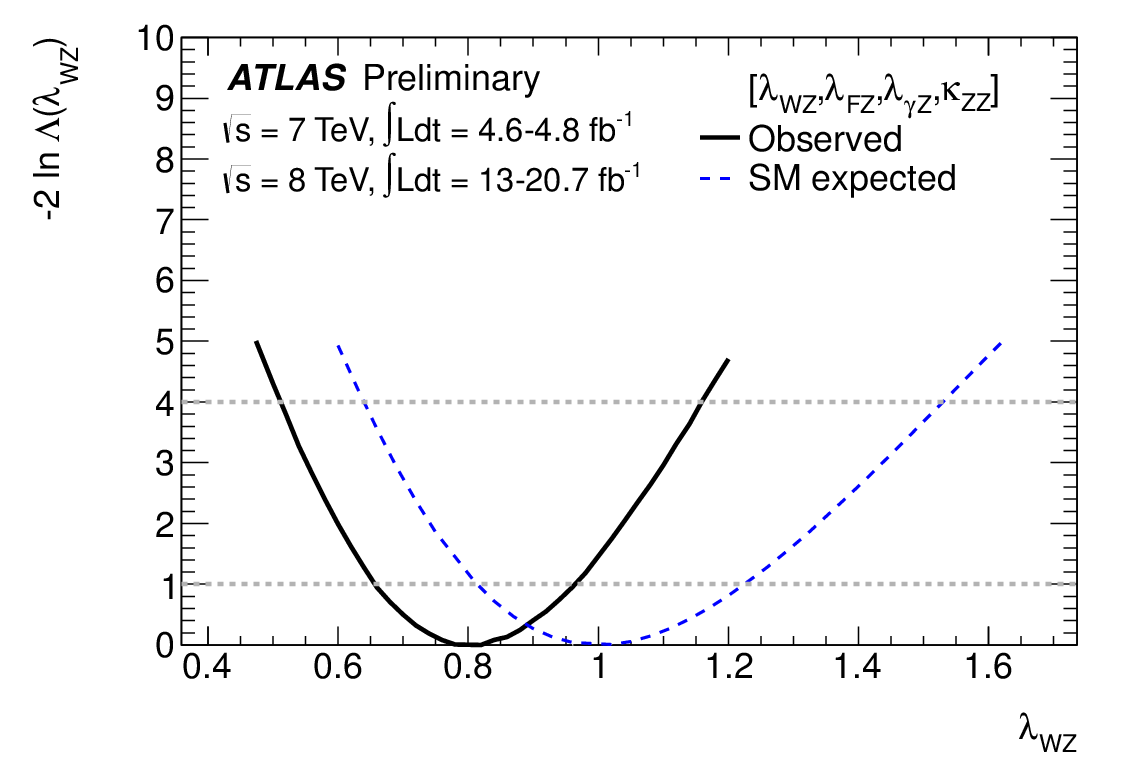 -2 ln Λ(λWZ)
10
9
8
7
6
5
4
3
2
1
0
ATLAS Preliminary
√s = 7 TeV, ∫Ldt = 4.6-4.8 fb-1
√s = 8 TeV, ∫Ldt = 13-20.7 fb-1
[λWZ,λFZ,λγZ,κZZ]
Observed
SM expected
0.4 0.6 0.8 1 1.2 1.4 1.6
λWZ